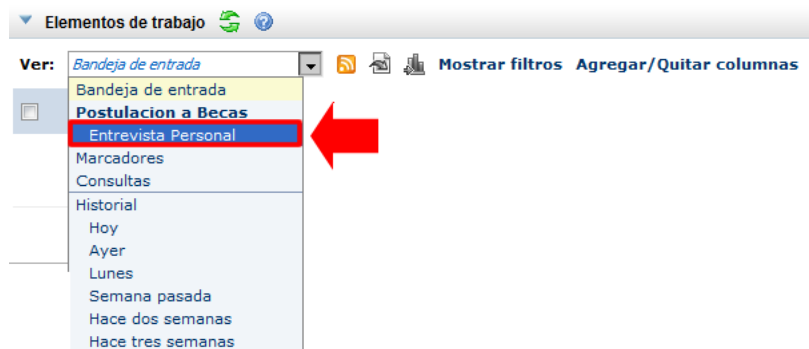 Elementos de trabajo
Ver: Bandeja de entrada Mostrar filtros Agregar/Quitar columnas
Bandeja de entrada
Postulacion a Becas
Entrevista Personal
Marcadores
Consultas
Historial
Hoy
Ayer
Lunes
Semana pasada
Hace dos semanas
Hace tres semanas